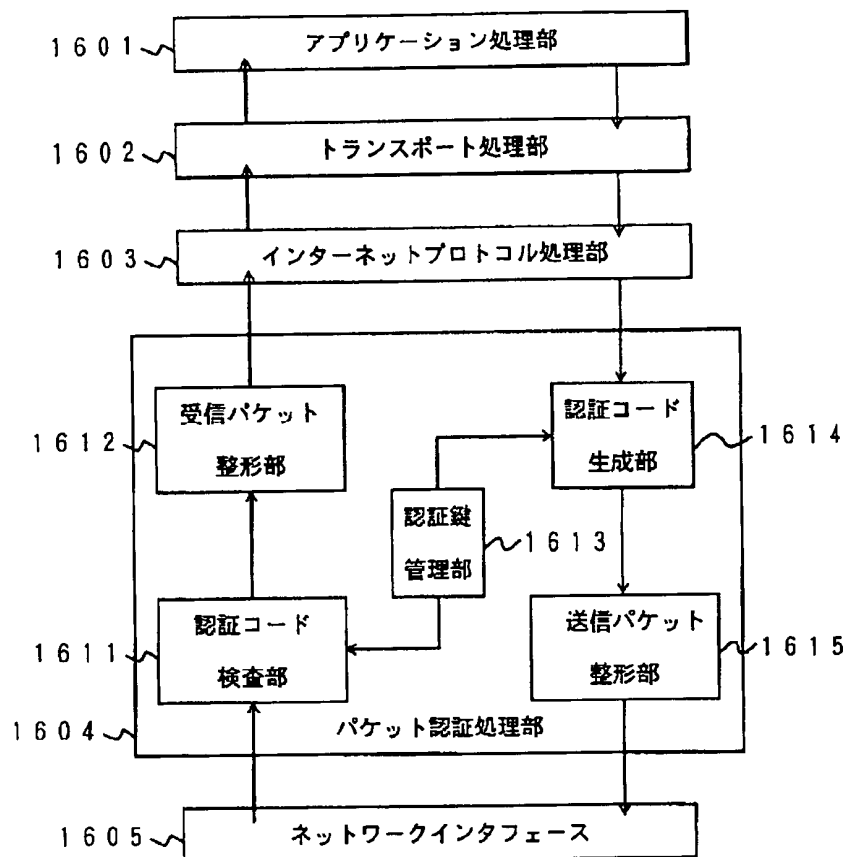 1601
アプリケーション処理部
1602
トランスポート処理部
1603
インターネットプロトコル処理部
1612
受信パケット
整形部
認証コード
生成部
1614
認証鍵
管理部
1613
1611
認証コード
検査部
送信パケット
整形部
1615
1604
パケット認証処理部
1605
ネットワークインタフェース